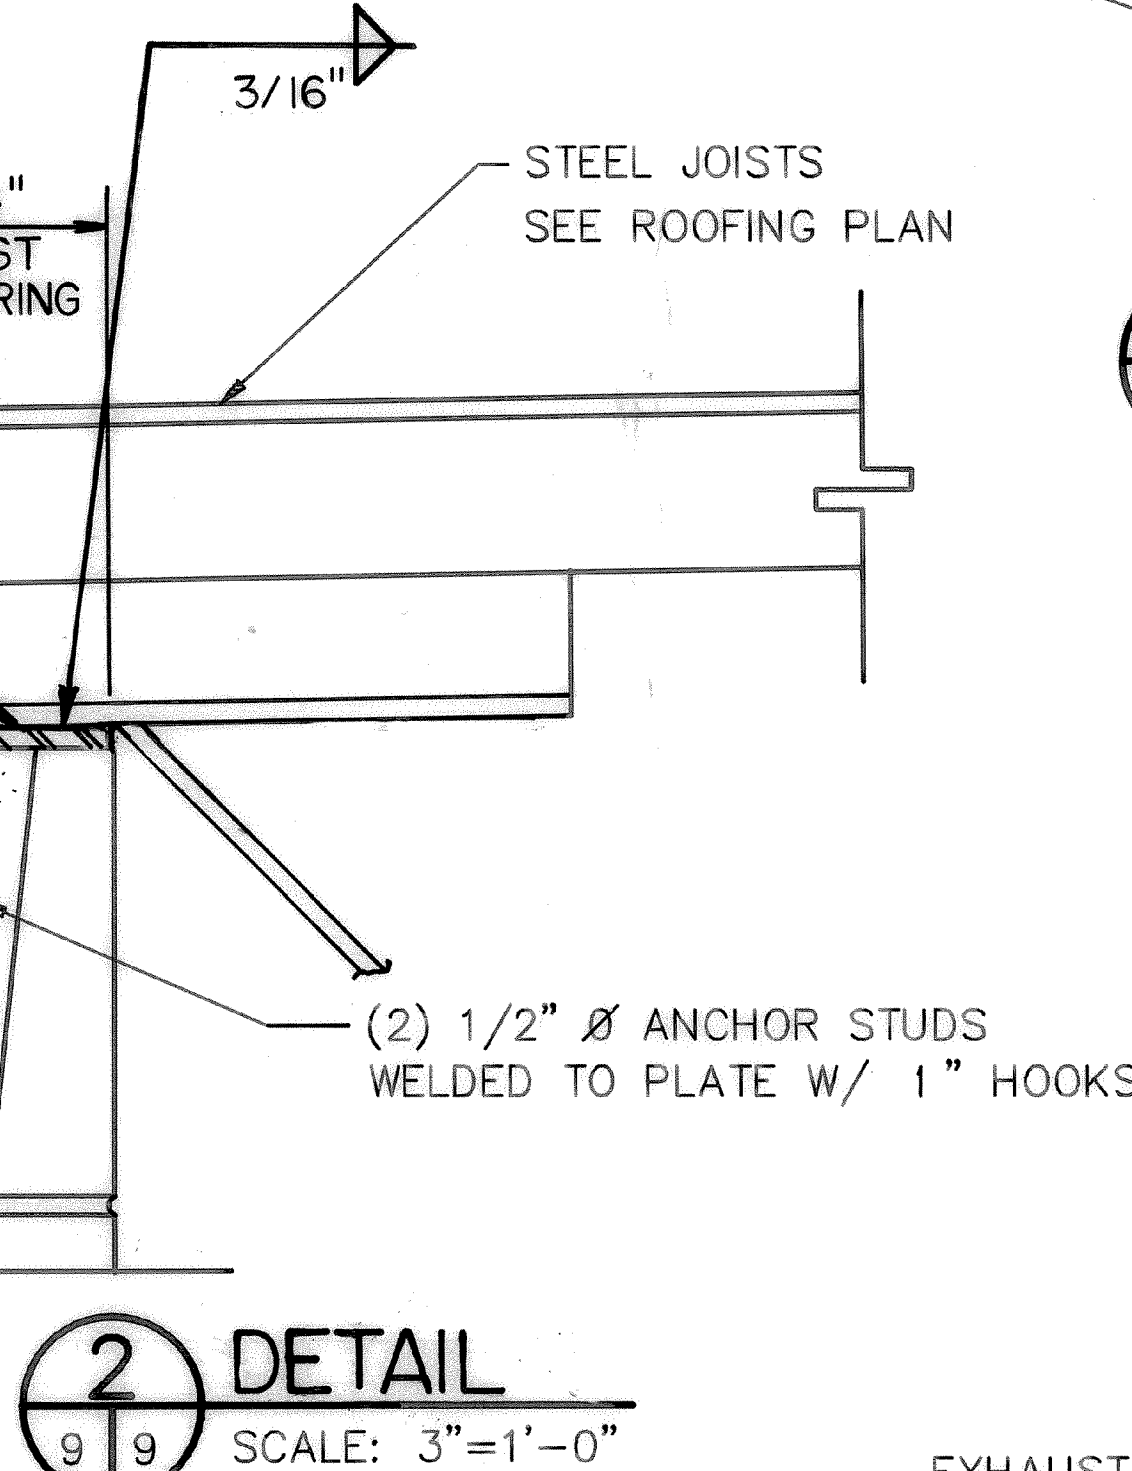 3/16"
STEEL JOISTS
SEE ROOFING PLAN
(2) 1/2" Ø ANCHOR STUDS
WELDED TO PLATE W/ 1" HOOKS
2
DETAIL
9 9
SCALE: 3"=1'-0"
EXHAUST